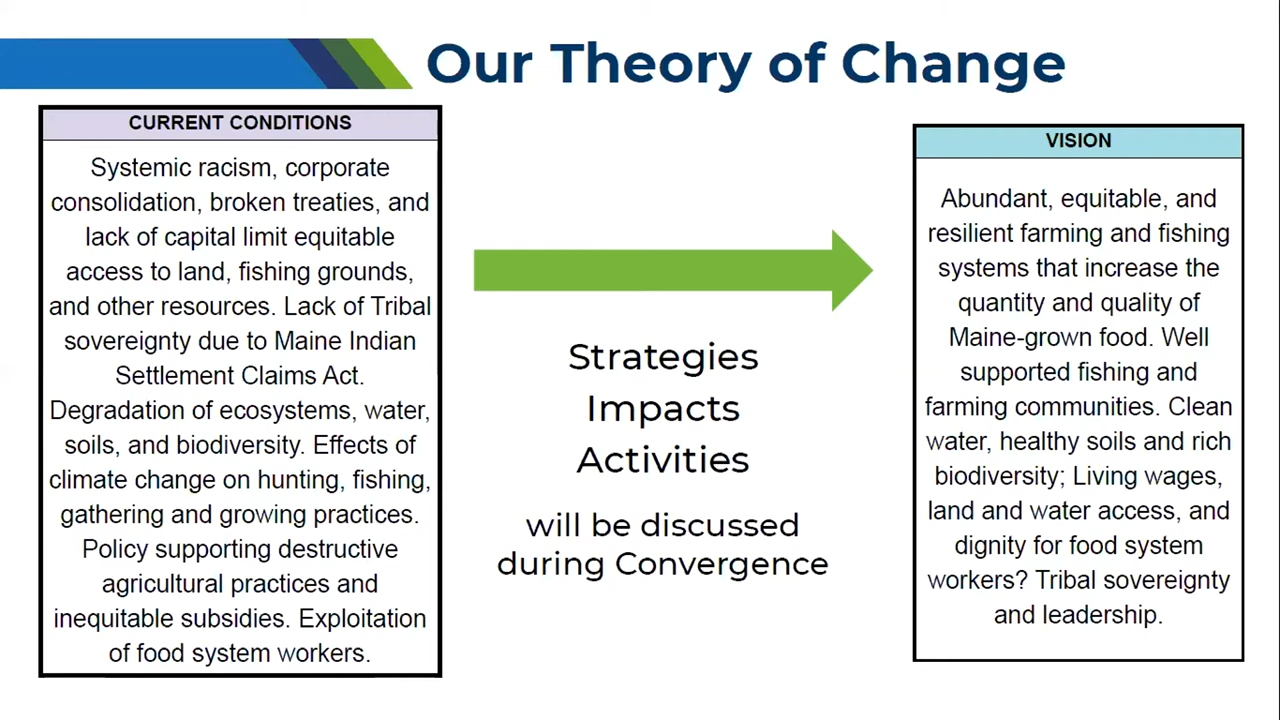 Our Theory of Change
CURRENT CONDITIONS
Systemic racism, corporate
consolidation, broken treaties, and
lack of capital limit equitable
access to land, fishing grounds,
and other resources. Lack of Tribal
sovereignty due to Maine Indian
Settlement Claims Act.
Degradation of ecosystems, water,
soils, and biodiversity. Effects of
climate change on hunting, fishing,
gathering and growing practices.
Policy supporting destructive
agricultural practices and
inequitable subsidies. Exploitation
of food system workers.
Strategies
Impacts
Activities
will be discussed
during Convergence
VISION
Abundant, equitable, and
resilient farming and fishing
systems that increase the
quantity and quality of
Maine-grown food. Well
supported fishing and
farming communities. Clean
water, healthy soils and rich
biodiversity; Living wages,
land and water access, and
dignity for food system
workers? Tribal sovereignty
and leadership.